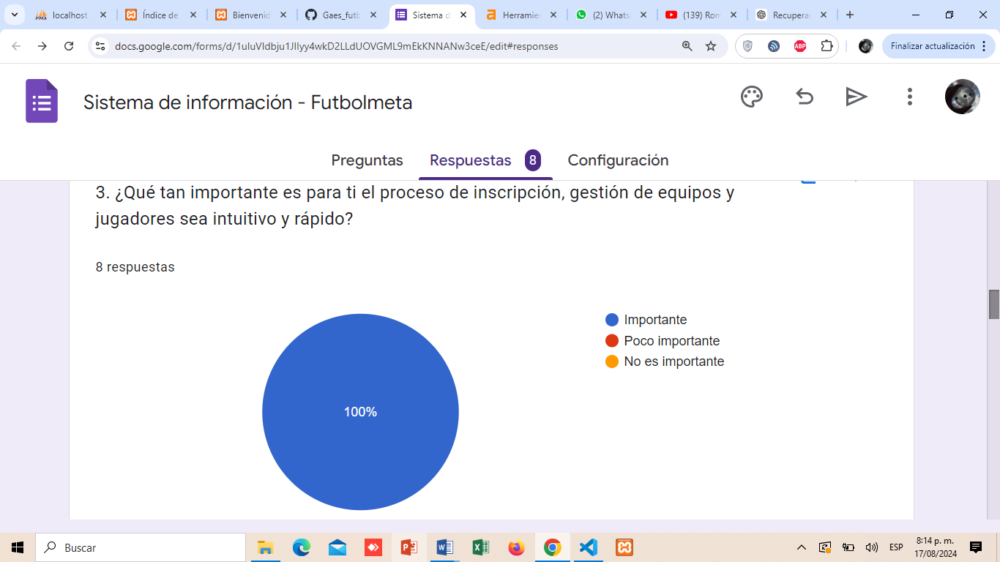 localhost
Índice de
Bienvenid
Gaes_futb
Sistema d
Herramie
(2) Whats
(139) Rom
Recupera
docs.google.com/forms/d/1uIuVIdbju1JIIyy4wkD2LLdUOVGML9mEkKNNANw3ceE/edit#responses
ABP
Finalizar actualización
Sistema de información - Futbolmeta
Preguntas
Respuestas 8
Configuración
3. ¿Qué tan importante es para ti el proceso de inscripción, gestión de equipos y
jugadores sea intuitivo y rápido?
8 respuestas
Importante
Poco importante
No es importante
100%
Buscar
ESP
8:14 p. m.
17/08/2024